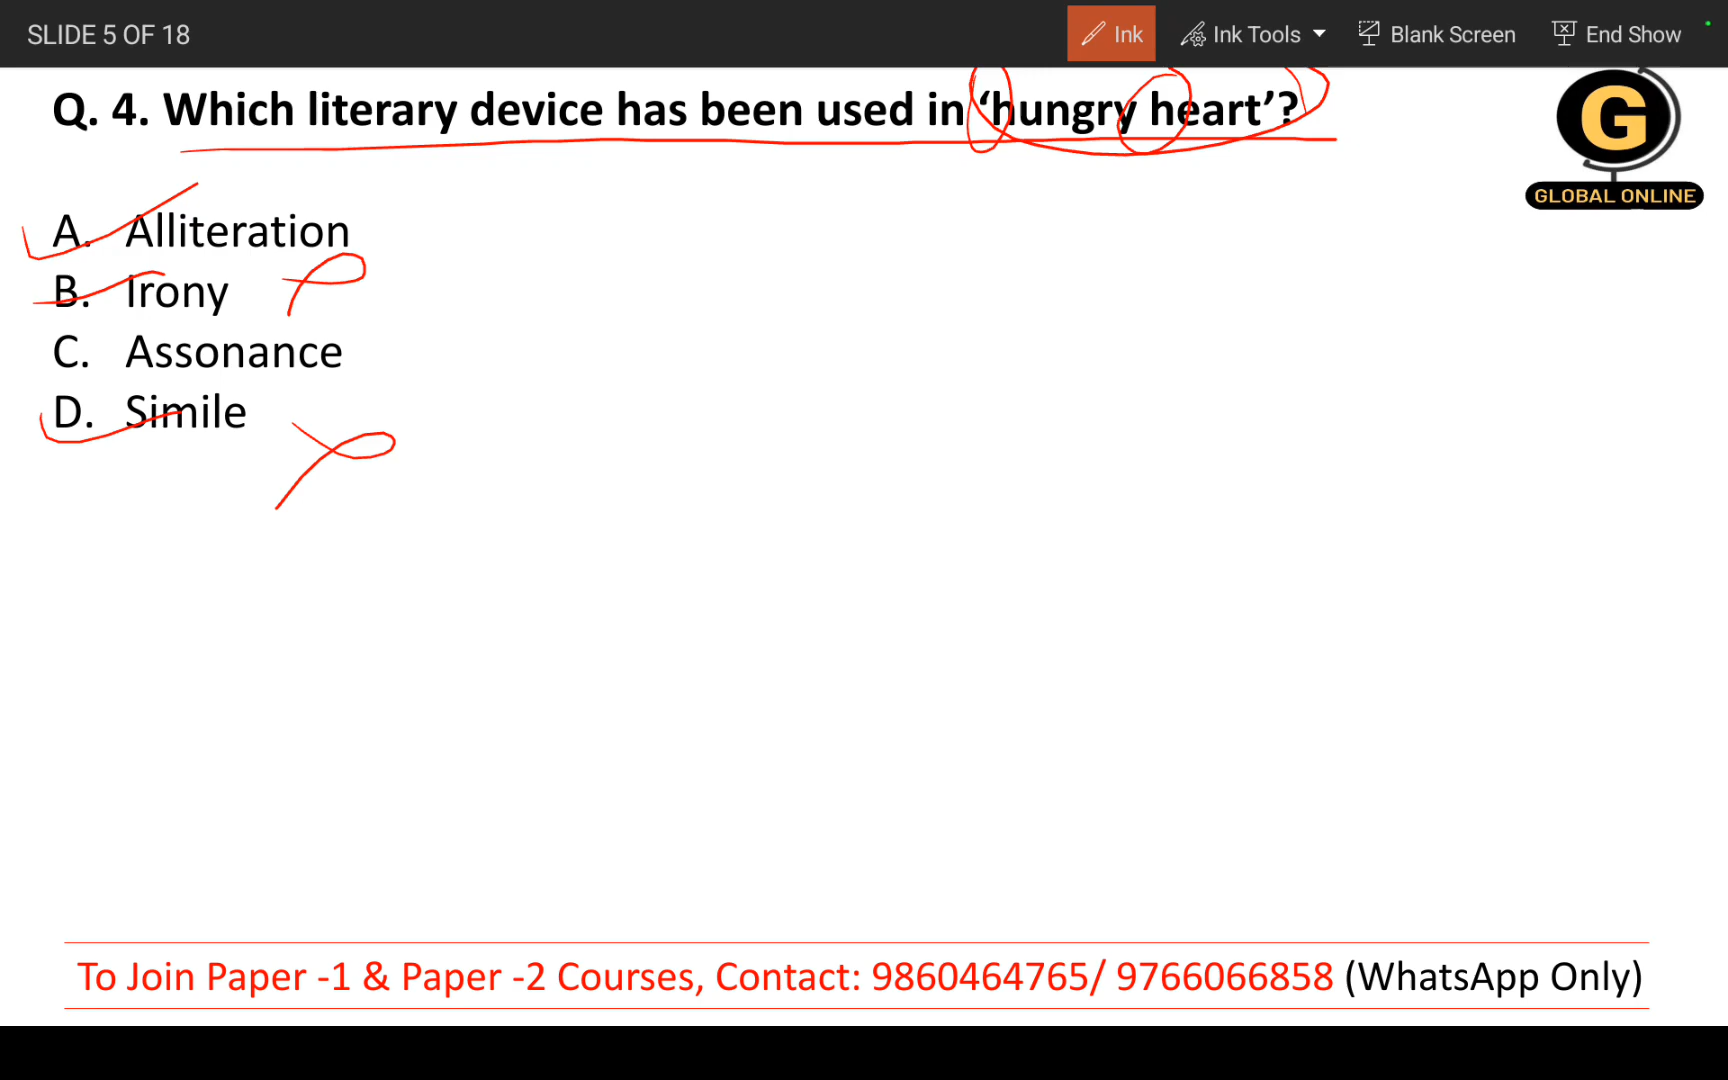 SLIDE 5 OF 18 Ink Ink Tools Blank Screen End Show
Q. 4. Which literary device has been used in ‘hungry heart’?
G
GLOBAL ONLINE
A. Alliteration
B. Irony
C. Assonance
D. Simile
To Join Paper -1 & Paper -2 Courses, Contact: 9860464765/ 9766066858 (WhatsApp Only)